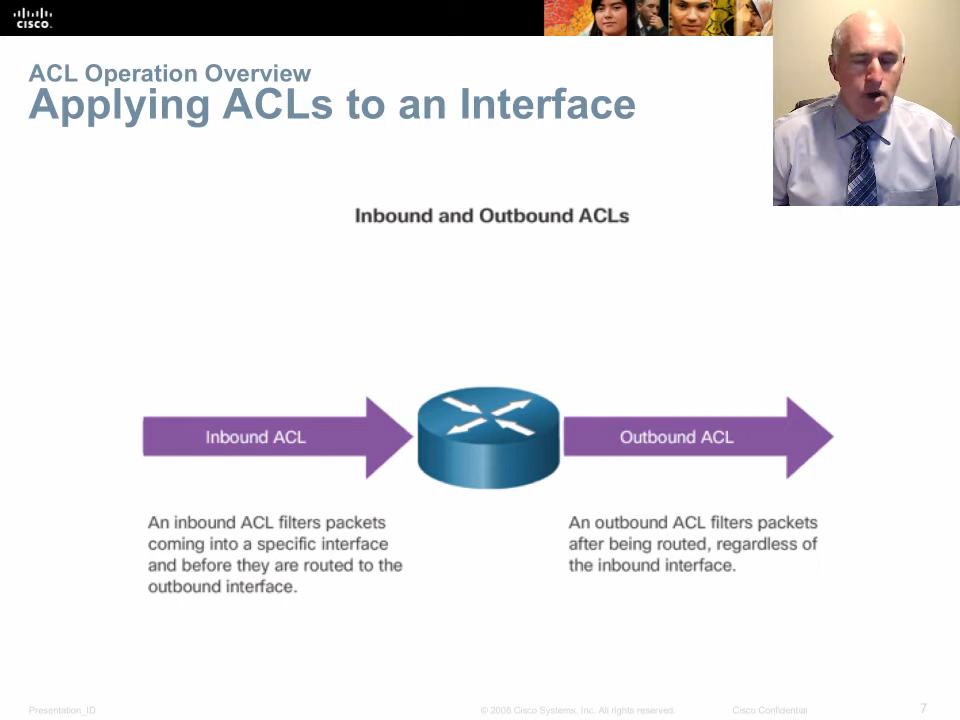 CISCO
ACL Operation Overview
Applying ACLs to an Interface
Inbound and Outbound ACLs
Inbound ACL
Outbound ACL
An inbound ACL filters packets
coming into a specific interface
and before they are routed to the
outbound interface.
An outbound ACL filters packets
after being routed, regardless of
the inbound interface.
Presentation_ID
© 2008 Cisco Systems, Inc. All rights reserved.
Cisco Confidential
7